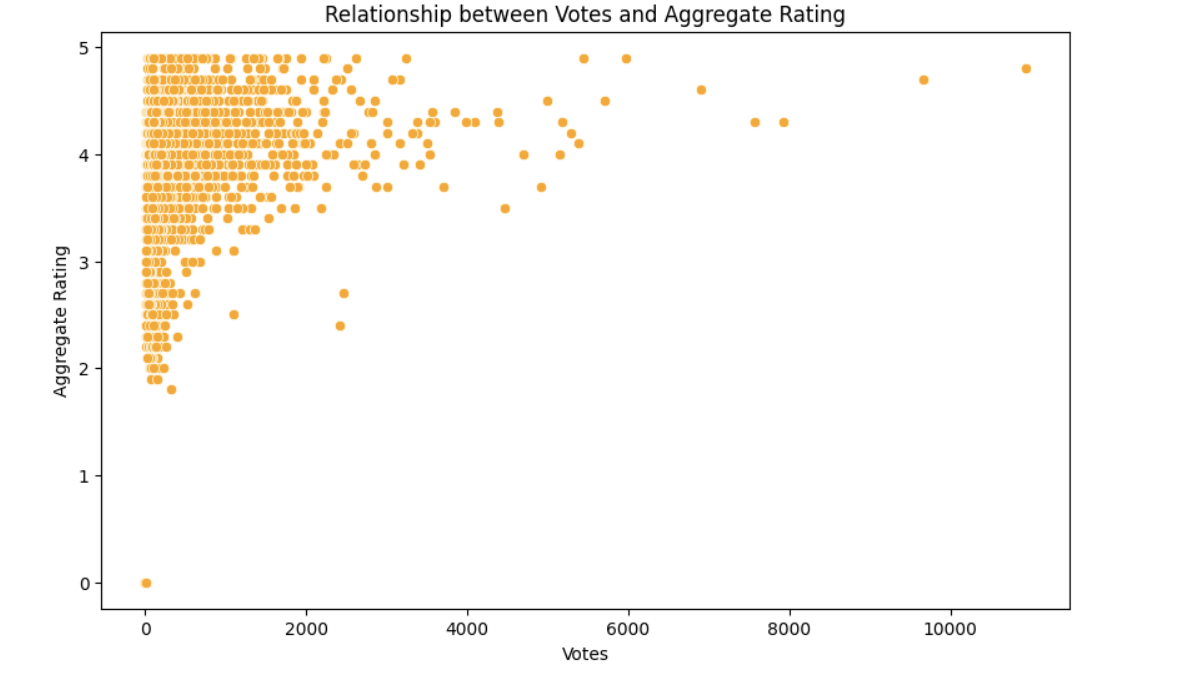 Relationship between Votes and Aggregate Rating
Aggregate Rating
5
4
3
2
1
0
0 2000 4000 6000 8000 10000
Votes